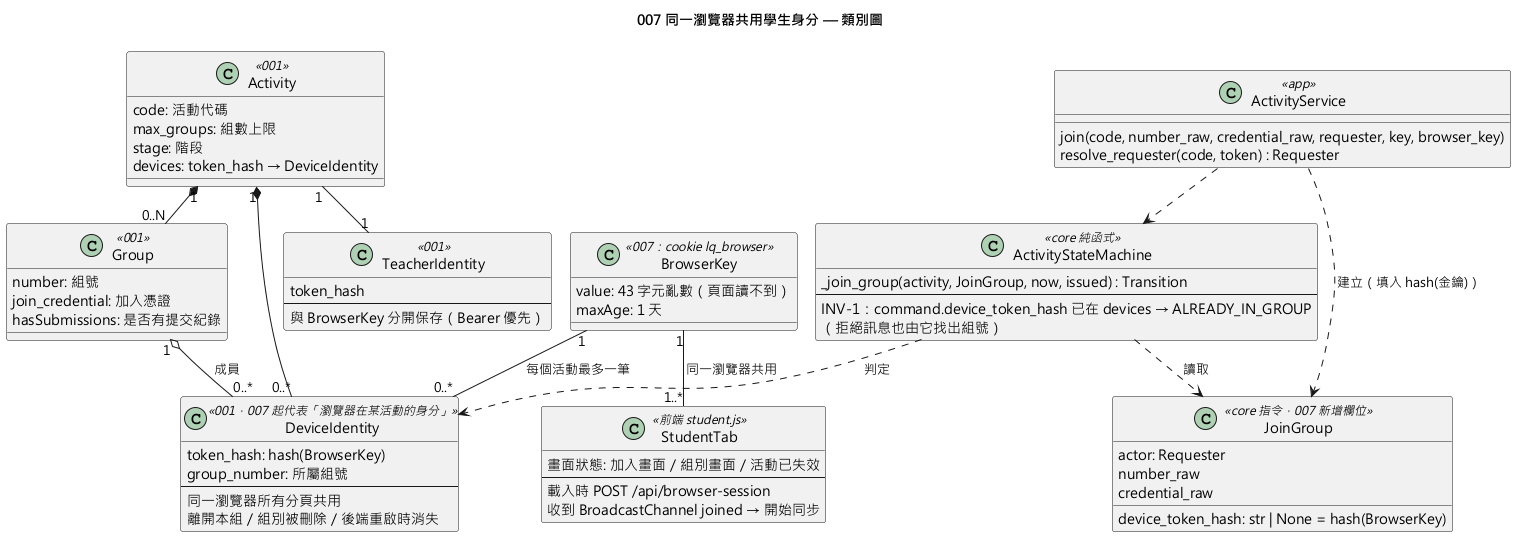 007 同一瀏覽器共用學生身分 — 類別圖
«001»
C Activity
code: 活動代碼
max_groups: 組數上限
stage: 階段
devices: token_hash → DeviceIdentity
«app»
C ActivityService
join(code, number_raw, credential_raw, requester, key, browser_key)
resolve_requester(code, token) : Requester
1
1
1
0..N
1
«001»
C Group
number: 組號
join_credential: 加入憑證
hasSubmissions: 是否有提交紀錄
«001»
C TeacherIdentity
token_hash
與 BrowserKey 分開保存（Bearer 優先）
«007：cookie lq_browser»
C BrowserKey
value: 43 字元亂數（頁面讀不到）
maxAge: 1 天
«core 純函式»
C ActivityStateMachine
_join_group(activity, JoinGroup, now, issued) : Transition
INV-1：command.device_token_hash 已在 devices → ALREADY_IN_GROUP
（拒絕訊息也由它找出組號）
建立（填入 hash(金鑰)）
1
成員
0..*
0..*
1
每個活動最多一筆
0..*
1
同一瀏覽器共用
1..*
判定
讀取
«001 · 007 起代表「瀏覽器在某活動的身分」»
C DeviceIdentity
token_hash: hash(BrowserKey)
group_number: 所屬組號
同一瀏覽器所有分頁共用
離開本組 / 組別被刪除 / 後端重啟時消失
«前端 student.js»
C StudentTab
畫面狀態: 加入畫面 / 組別畫面 / 活動已失效
載入時 POST /api/browser-session
收到 BroadcastChannel joined → 開始同步
«core 指令 · 007 新增欄位»
C JoinGroup
actor: Requester
number_raw
credential_raw
device_token_hash: str | None = hash(BrowserKey)